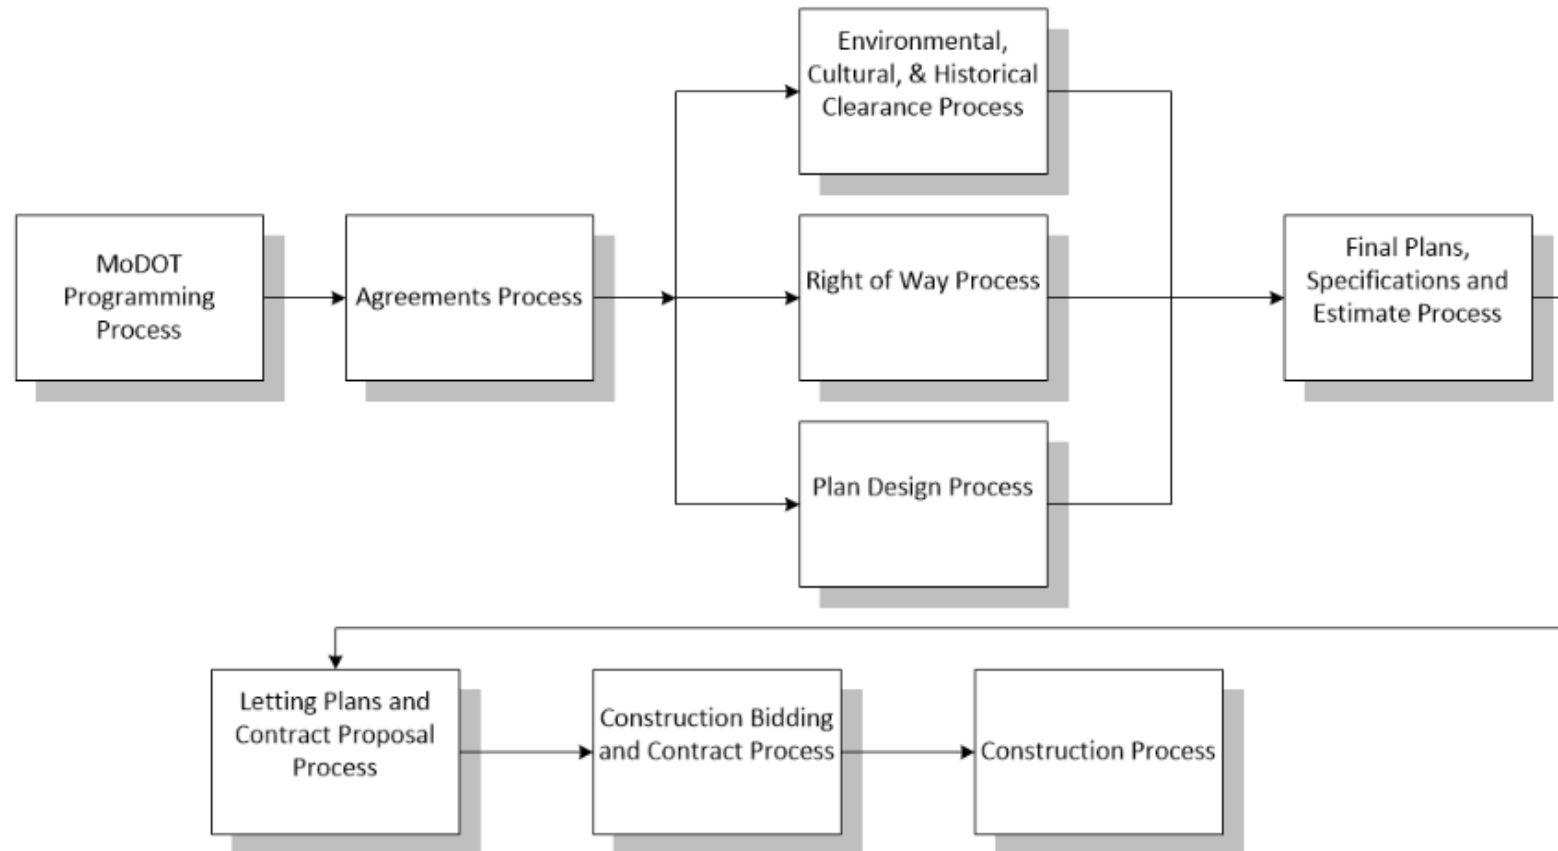 Environmental,
Cultural, & Historical
Clearance Process
MoDOT
Programming
Process
Agreements Process
Right of Way Process
Final Plans,
Specifications and
Estimate Process
Plan Design Process
Letting Plans and
Contract Proposal
Process
Construction Bidding
and Contract Process
Construction Process